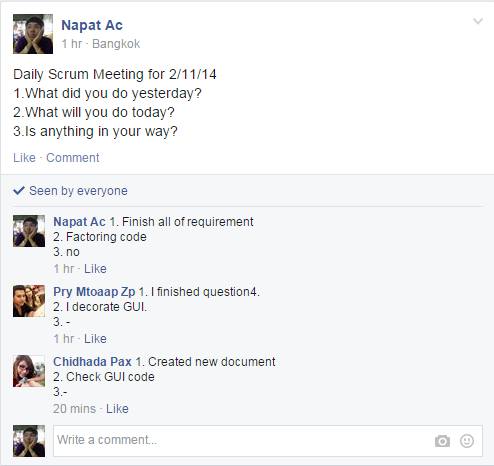 Napat Ac
1 hr · Bangkok
Daily Scrum Meeting for 2/11/14
1.What did you do yesterday?
2.What will you do today?
3.Is anything in your way?
Like · Comment
Seen by everyone
Napat Ac 1. Finish all of requirement
2. Factoring code
3. no
1 hr · Like
Pry Mtoaap Zp 1. I finished question4.
2. I decorate GUI.
3. -
1 hr · Like
Chidhada Pax 1. Created new document
2. Check GUI code
3.-
20 mins · Like
Write a comment...